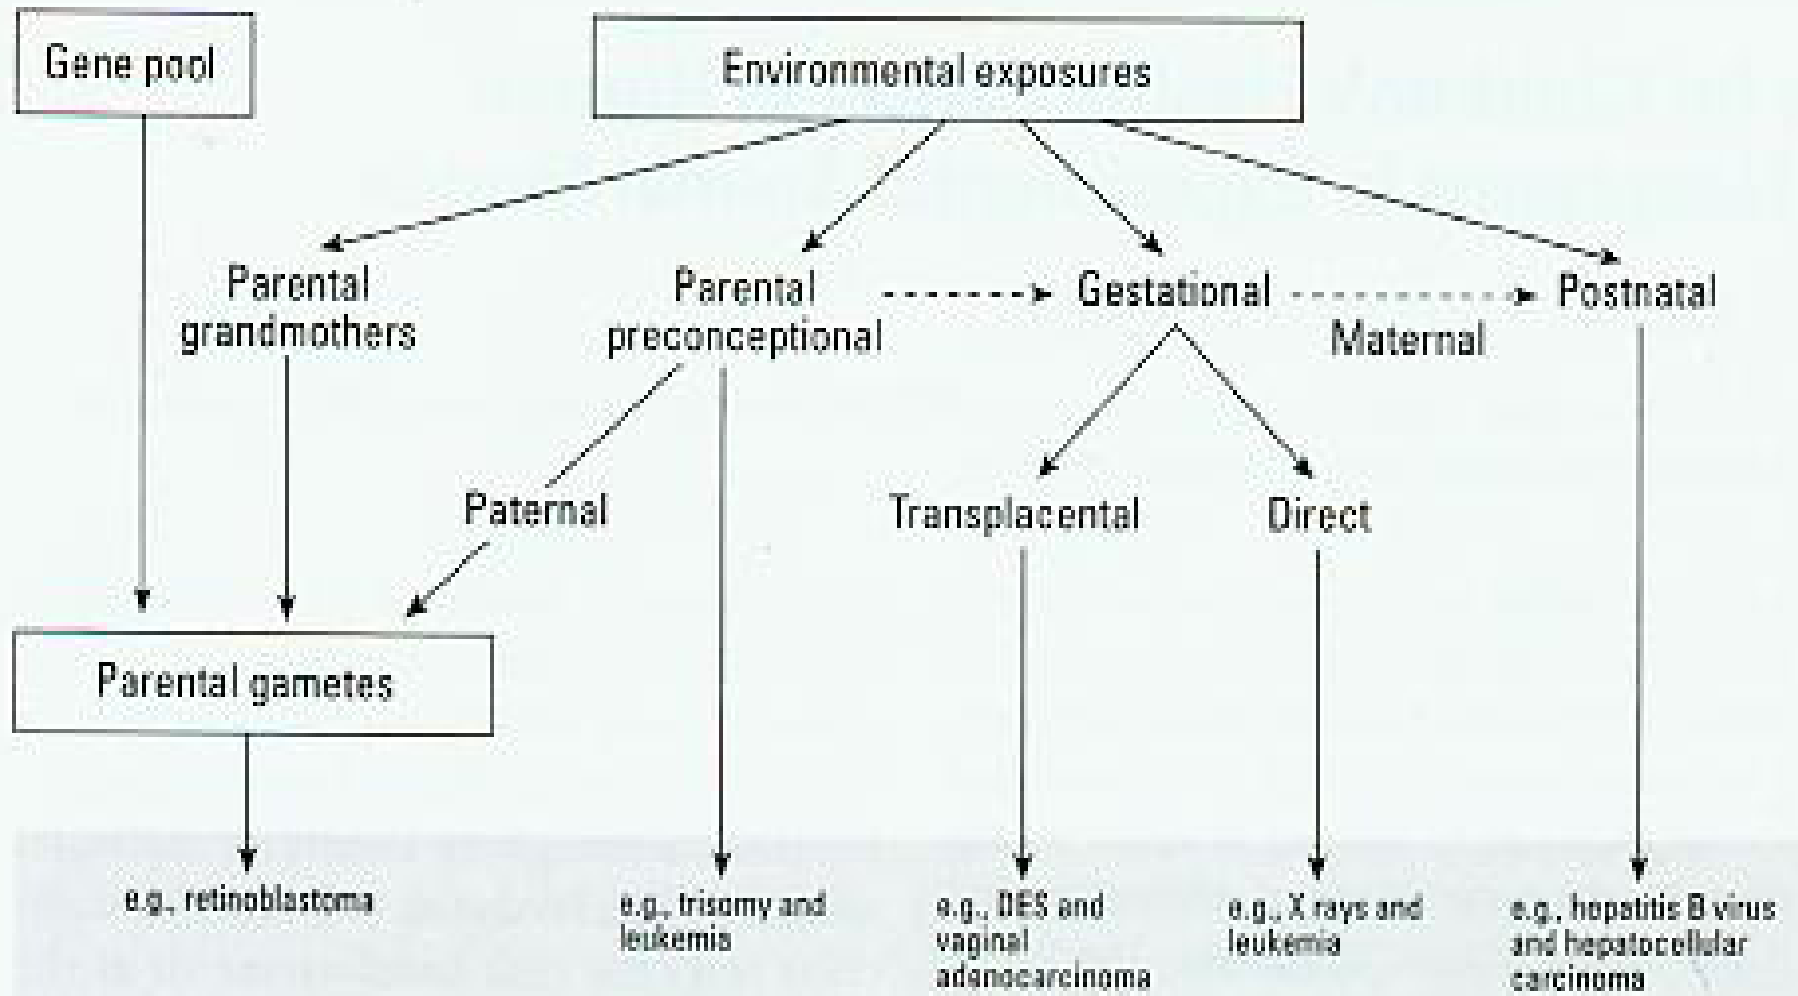 Gene pool
Environmental exposures
Parental
grandmothers
Parental
preconceptional
Gestational
Maternal
Postnatal
Paternal
Transplacental
Direct
Parental gametes
e.g., retinoblastoma
e.g., trisomy and
leukemia
e.g., DES and
vaginal
adenocarcinoma
e.g., X rays and
leukemia
e.g., hepatitis B virus
and hepatocellular
carcinoma